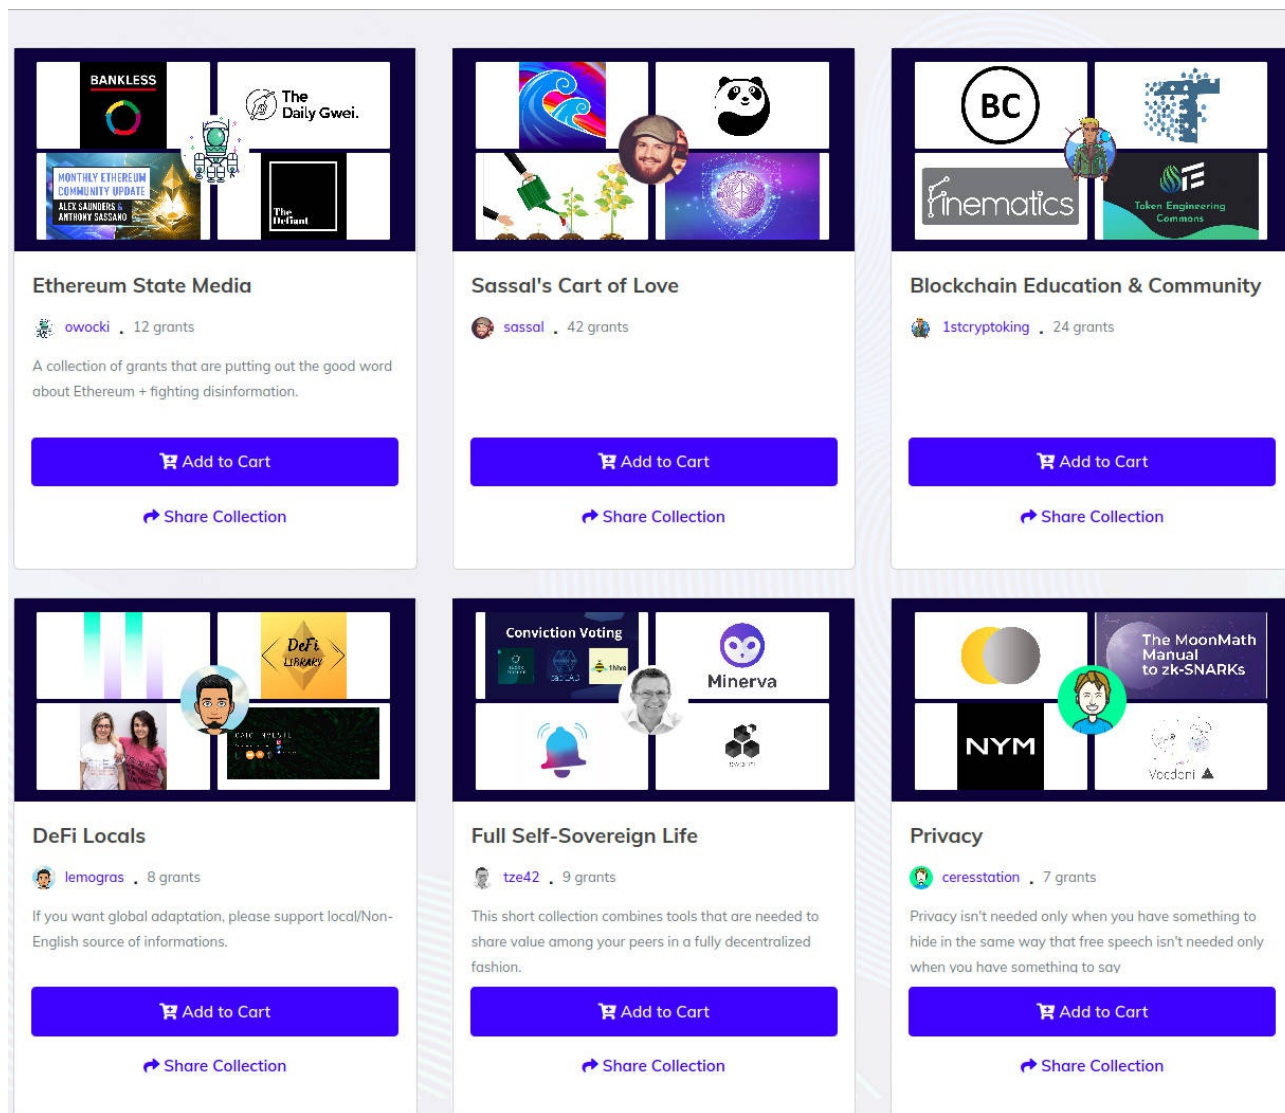 BANKLESS
The
Daily Gwei.
MONTHLY ETHEREUM
COMMUNITY UPDATE
ALEX SAUNDERS &
ANTHONY SASSANO
The
Defiant
Ethereum State Media
owocki . 12 grants
A collection of grants that are putting out the good word
about Ethereum + fighting disinformation.
Add to Cart
Share Collection
Sassal's Cart of Love
sassal . 42 grants
Add to Cart
Share Collection
BC
Finematics
TE
Token Engineering
Commons
Blockchain Education & Community
1stcryptoking . 24 grants
Add to Cart
Share Collection
DeFi
LIBRARY
DeFi Locals
lemogras . 8 grants
If you want global adaptation, please support local/Non-
English source of informations.
Add to Cart
Share Collection
Conviction Voting
1hive
Minerva
Full Self-Sovereign Life
tze42 . 9 grants
This short collection combines tools that are needed to
share value among your peers in a fully decentralized
fashion.
Add to Cart
Share Collection
The MoonMath
Manual
to zk-SNARKs
NYM
Vocdoni
Privacy
ceresstation . 7 grants
Privacy isn't needed only when you have something to
hide in the same way that free speech isn't needed only
when you have something to say
Add to Cart
Share Collection